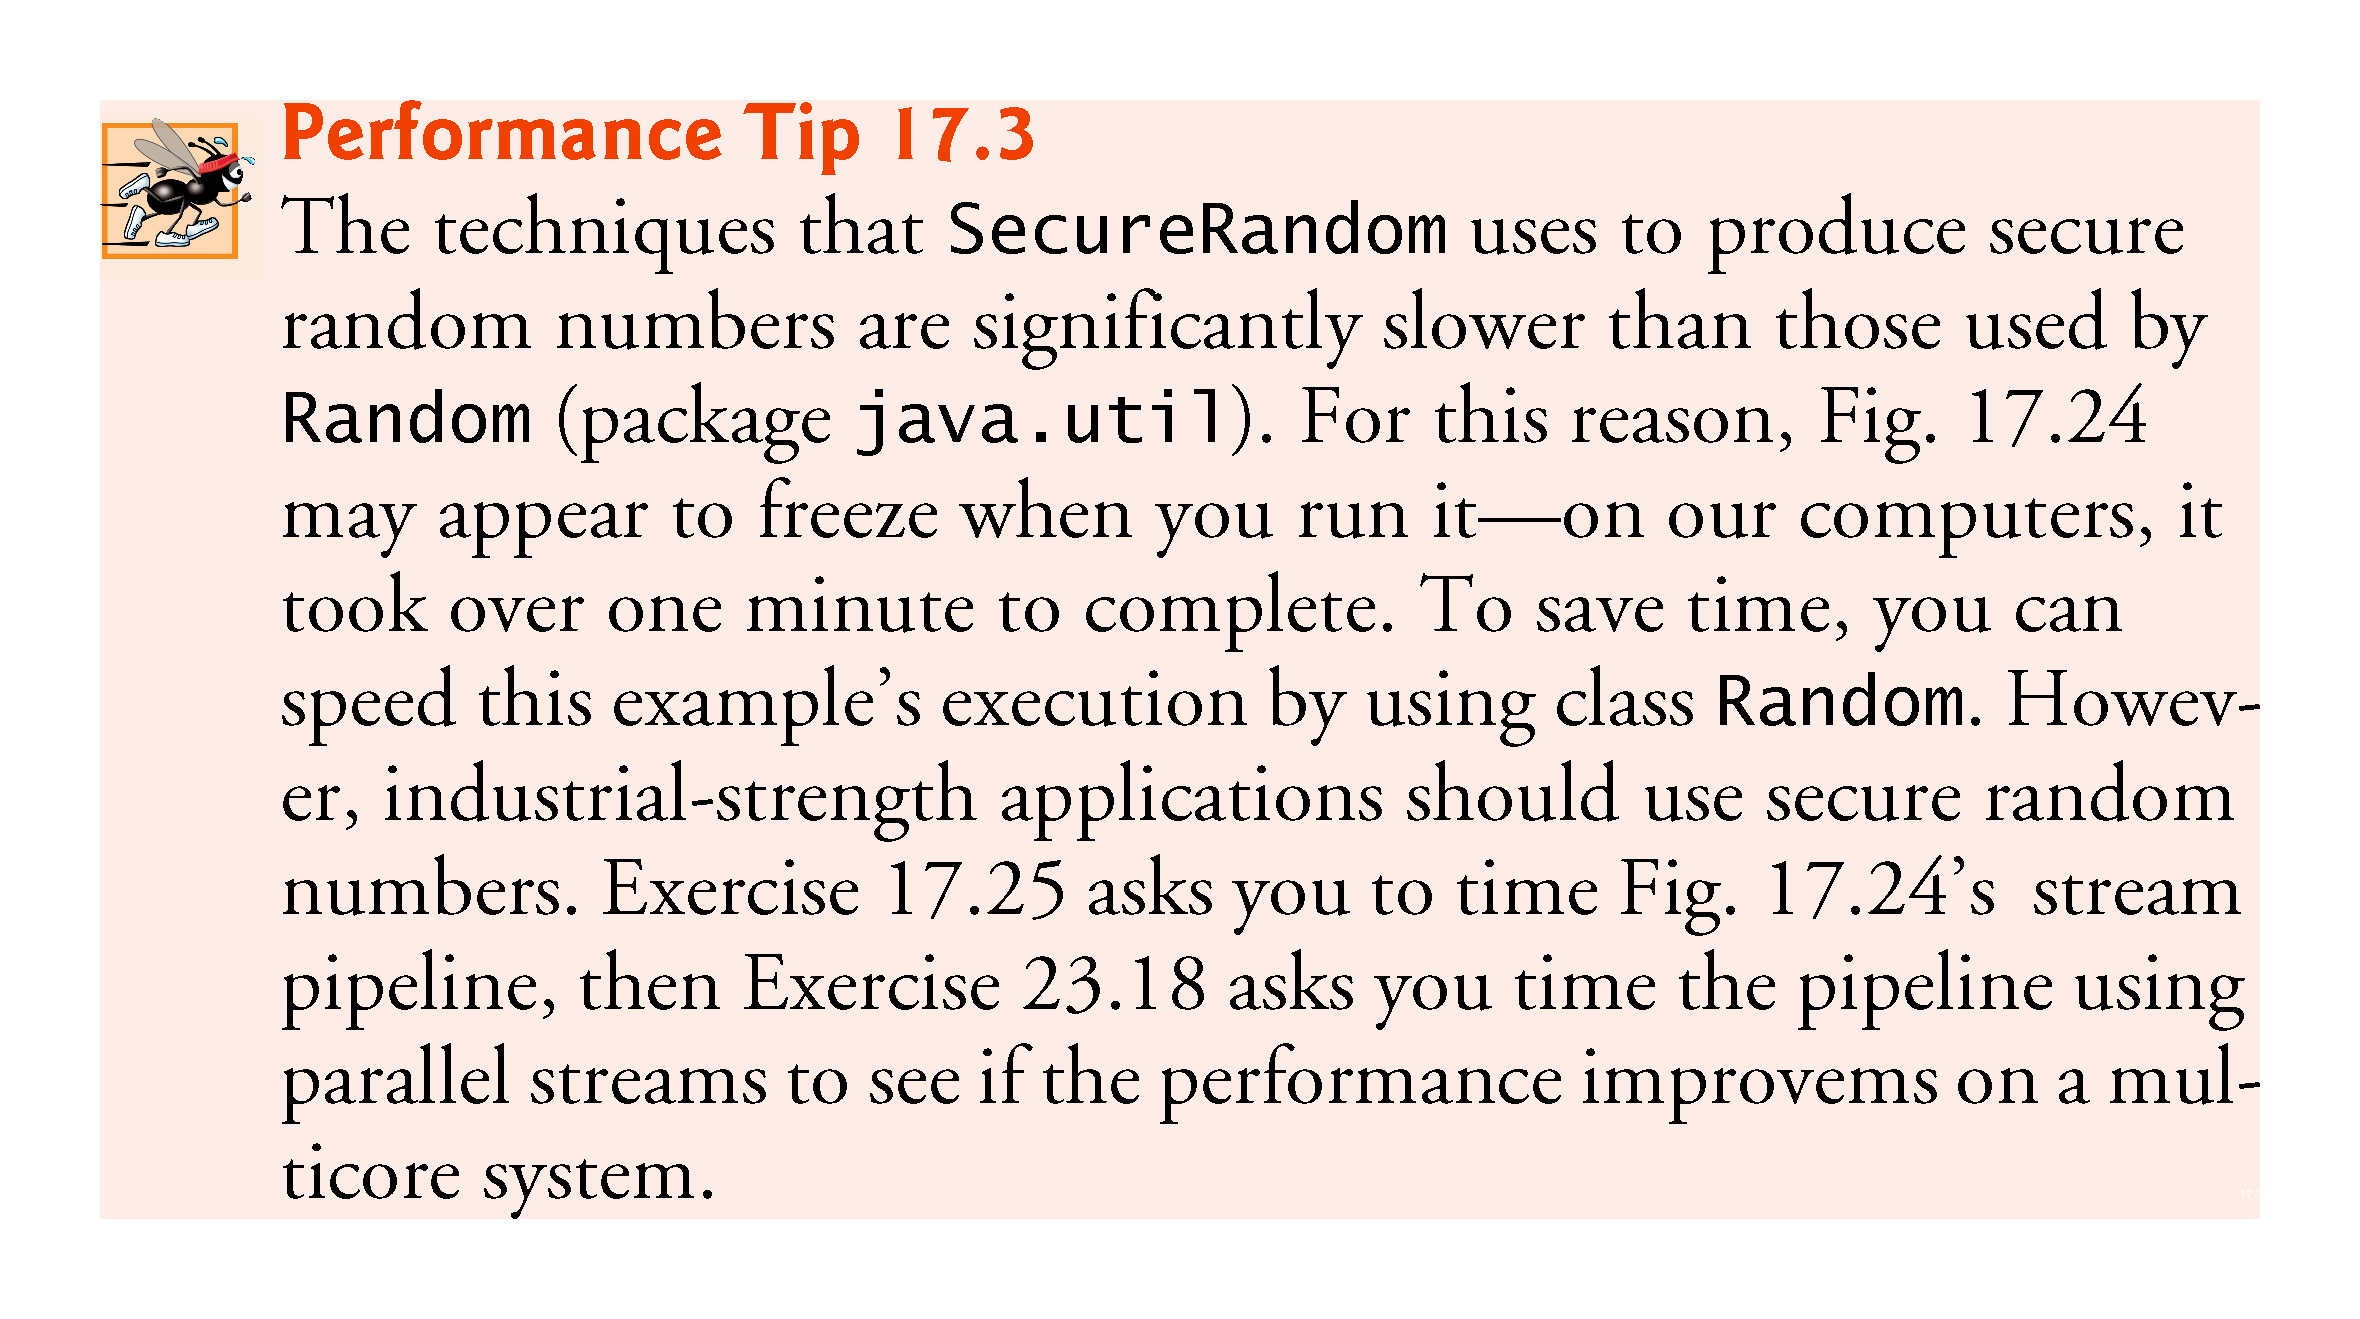 Performance Tip 17.3
The techniques that SecureRandom uses to produce secure
random numbers are significantly slower than those used by
Random (package java.util). For this reason, Fig. 17.24
may appear to freeze when you run it—on our computers, it
took over one minute to complete. To save time, you can
speed this example’s execution by using class Random. Howev-
er, industrial-strength applications should use secure random
numbers. Exercise 17.25 asks you to time Fig. 17.24’s stream
pipeline, then Exercise 23.18 asks you time the pipeline using
parallel streams to see if the performance improvems on a mul-
ticore system.